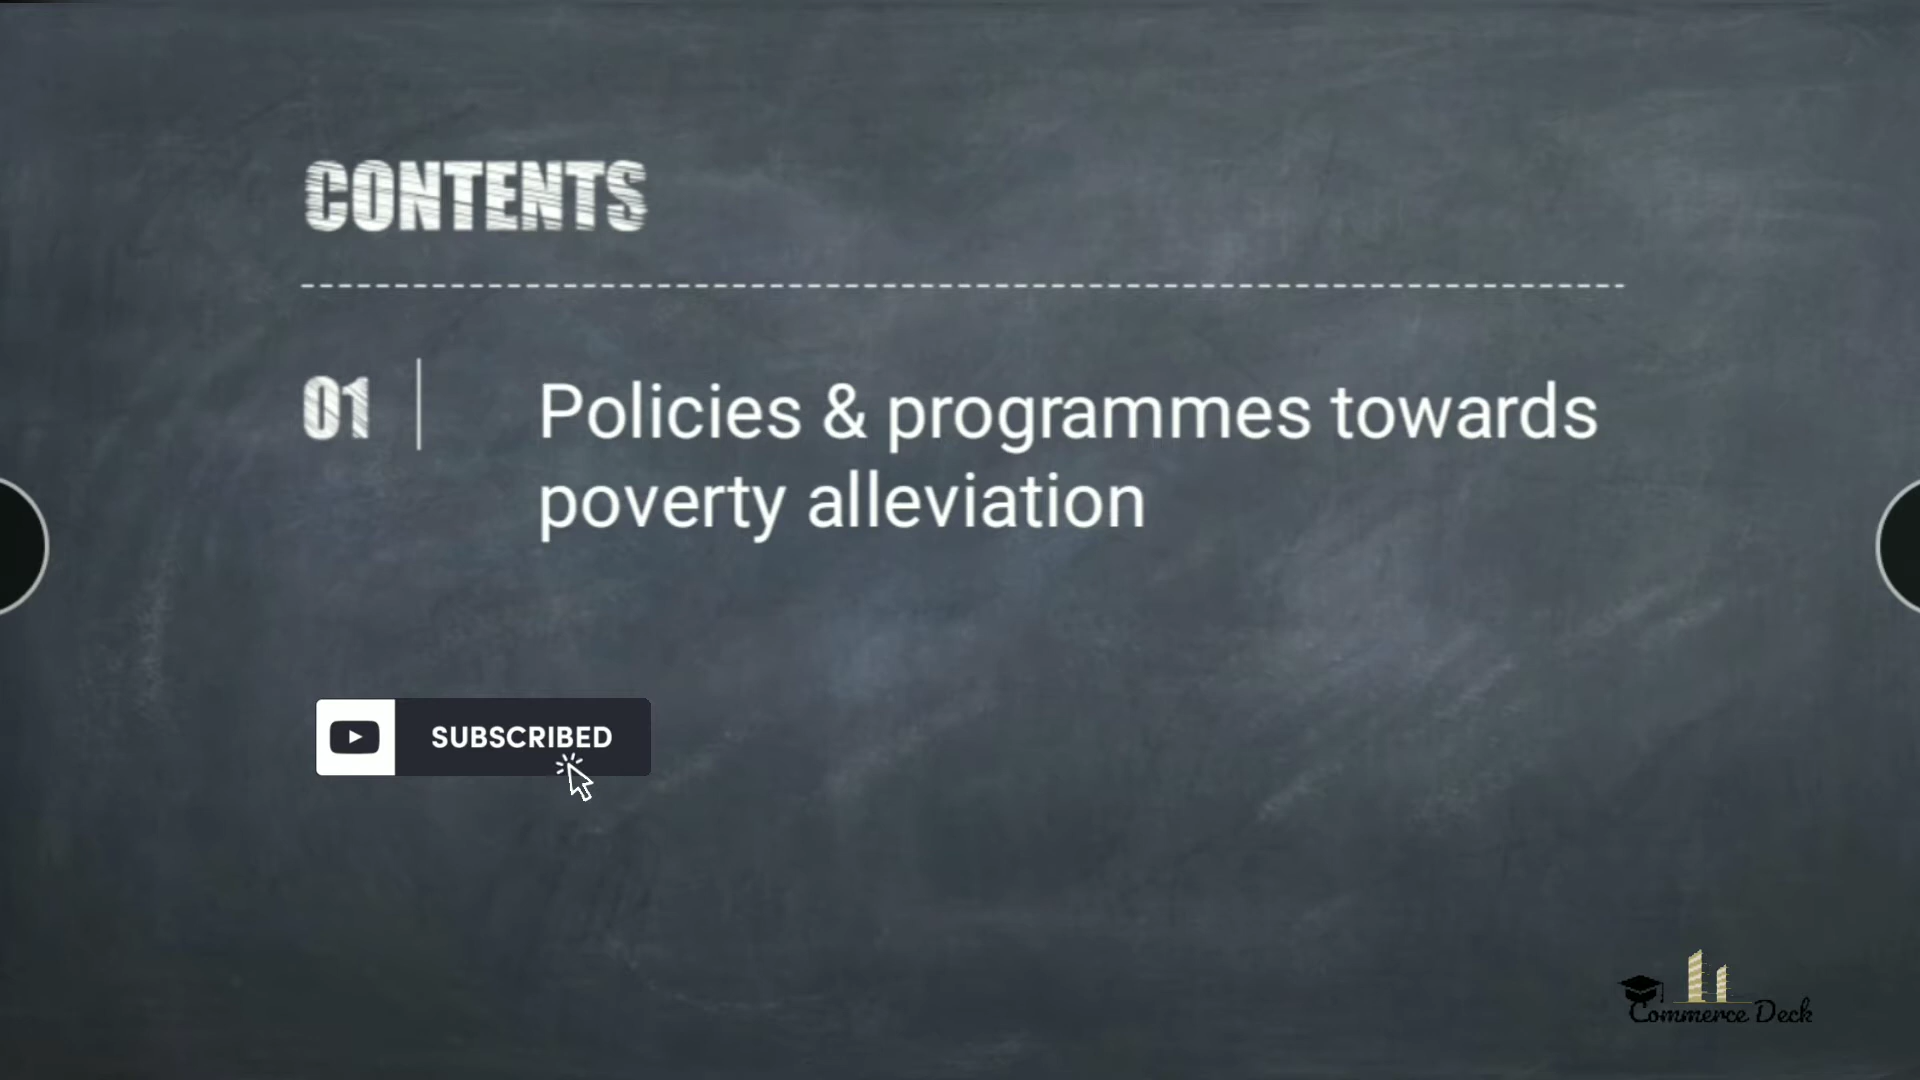 CONTENTS
01
Policies & programmes towards
poverty alleviation
SUBSCRIBED
Commerce Deck